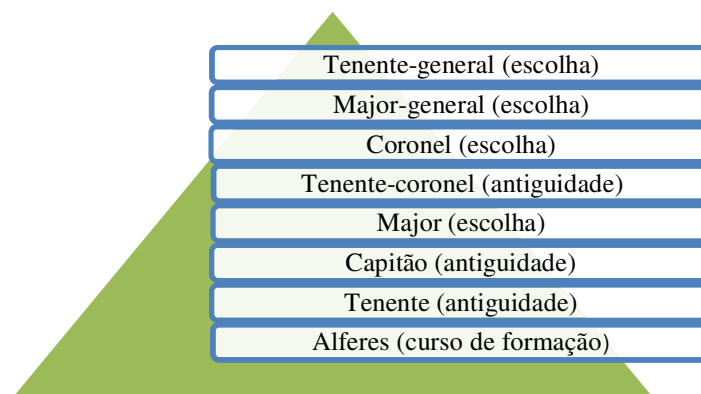 Tenente-general (escolha)
Major-general (escolha)
Coronel (escolha)
Tenente-coronel (antiguidade)
Major (escolha)
Capitão (antiguidade)
Tenente (antiguidade)
Alferes (curso de formação)